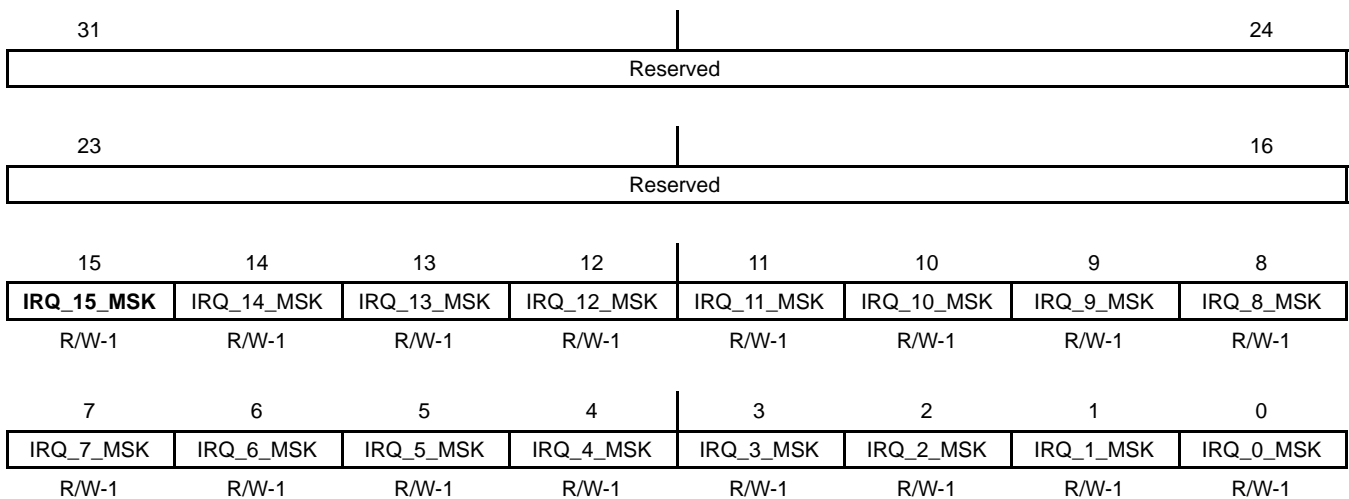 31 24
Reserved
23 16
Reserved
15 14 13 12 11 10 9 8
IRQ_15_MSK IRQ_14_MSK IRQ_13_MSK IRQ_12_MSK IRQ_11_MSK IRQ_10_MSK IRQ_9_MSK IRQ_8_MSK
R/W-1 R/W-1 R/W-1 R/W-1 R/W-1 R/W-1 R/W-1 R/W-1
7 6 5 4 3 2 1 0
IRQ_7_MSK IRQ_6_MSK IRQ_5_MSK IRQ_4_MSK IRQ_3_MSK IRQ_2_MSK IRQ_1_MSK IRQ_0_MSK
R/W-1 R/W-1 R/W-1 R/W-1 R/W-1 R/W-1 R/W-1 R/W-1